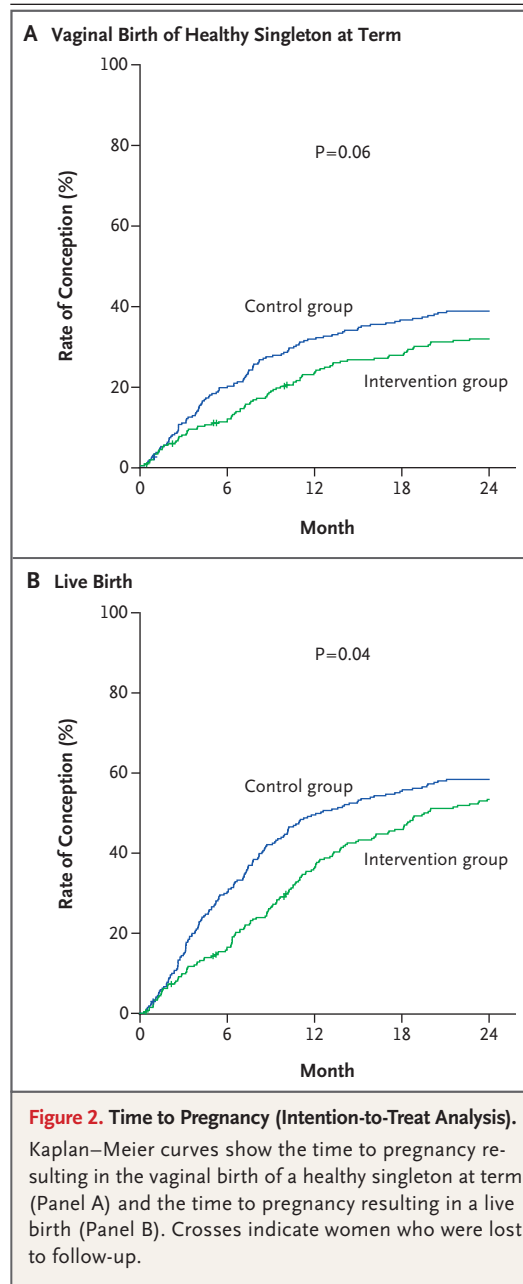 A Vaginal Birth of Healthy Singleton at Term
100
80
60
40
20
0
Rate of Conception (%)
P=0.06
Control group
Intervention group
0 6 12 18 24
Month
B Live Birth
100
80
60
40
20
0
Rate of Conception (%)
P=0.04
Control group
Intervention group
0 6 12 18 24
Month
Figure 2. Time to Pregnancy (Intention-to-Treat Analysis).
Kaplan–Meier curves show the time to pregnancy re-
sulting in the vaginal birth of a healthy singleton at term
(Panel A) and the time to pregnancy resulting in a live
birth (Panel B). Crosses indicate women who were lost
to follow-up.